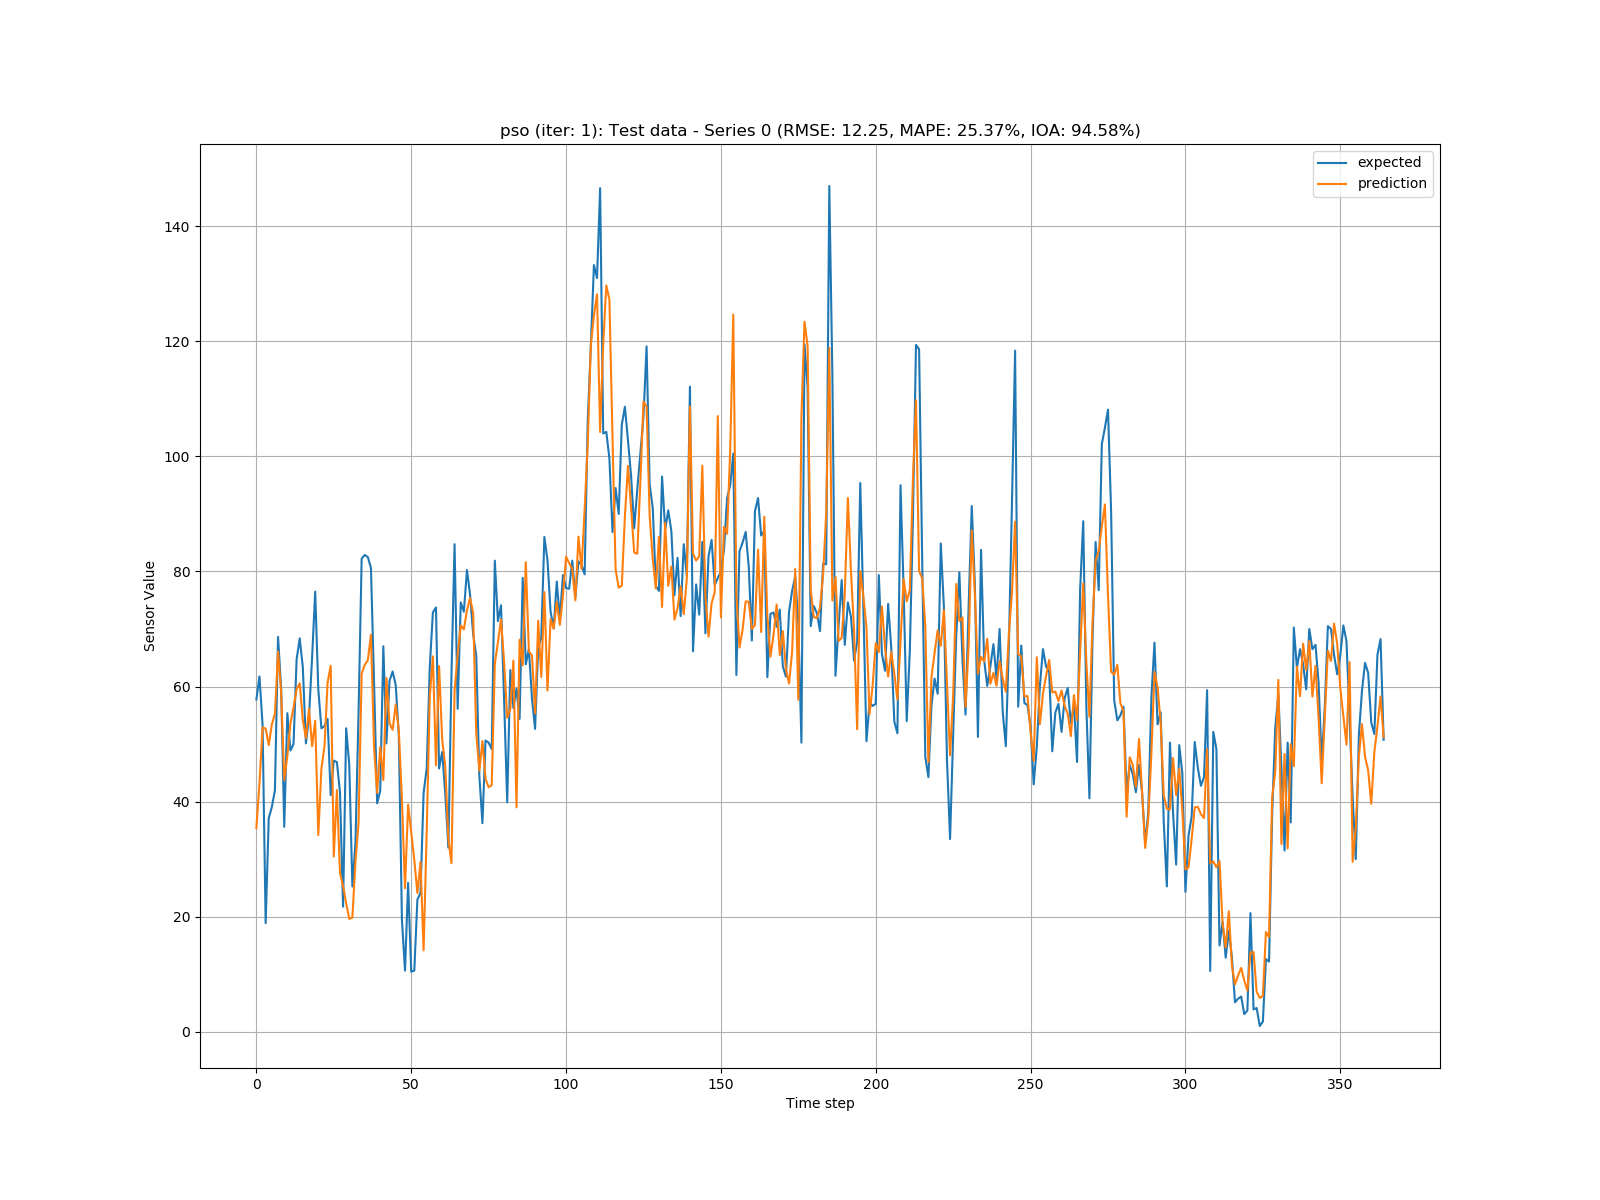 pso (iter: 1): Test data - Series 0 (RMSE: 12.25, MAPE: 25.37%, IOA: 94.58%)
expected
prediction
Sensor Value
140
120
100
80
60
40
20
0
0 50 100 150 200 250 300 350
Time step